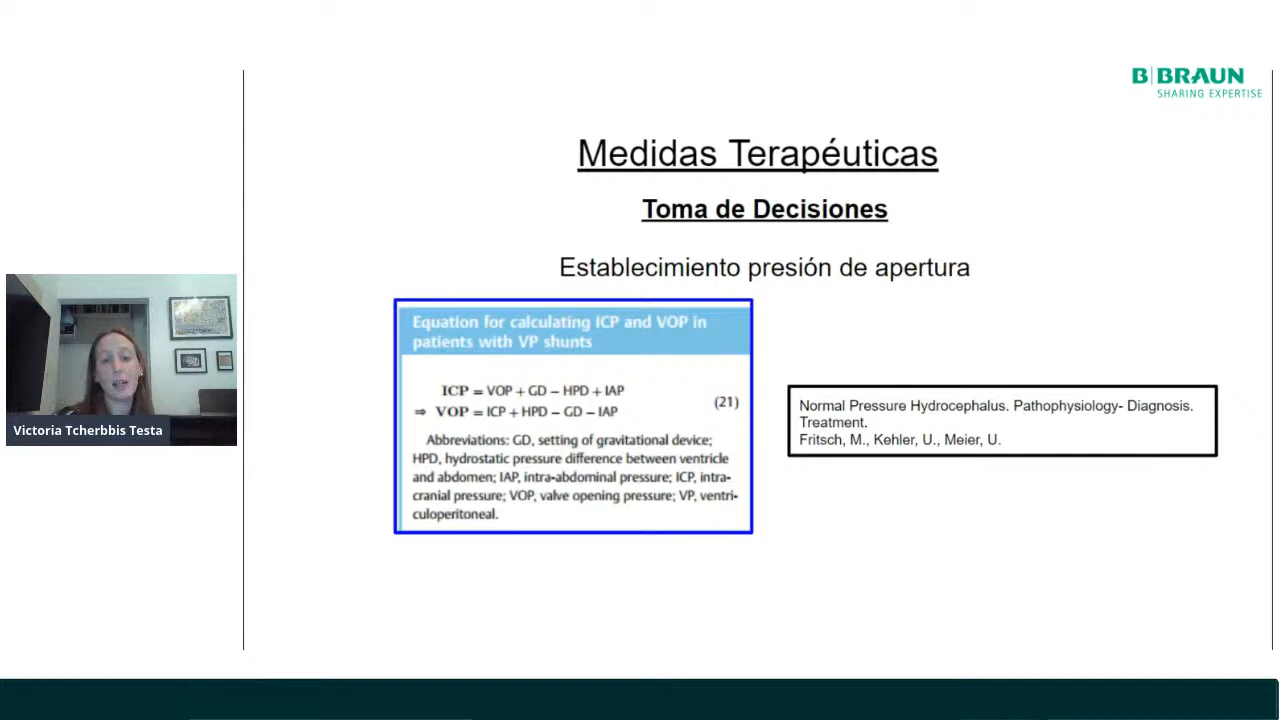 B BRAUN
SHARING EXPERTISE
Medidas Terapéuticas
Toma de Decisiones
Establecimiento presión de apertura
Equation for calculating ICP and VOP in
patients with VP shunts
ICP = VOP + GD − HPD + IAP
⇒ VOP = ICP + HPD − GD − IAP
(21)
Abbreviations: GD, setting of gravitational device;
HPD, hydrostatic pressure difference between ventricle
and abdomen; IAP, intra-abdominal pressure; ICP, intra-
cranial pressure; VOP, valve opening pressure; VP, ventri-
culoperitoneal.
Normal Pressure Hydrocephalus. Pathophysiology- Diagnosis.
Treatment.
Fritsch, M., Kehler, U., Meier, U.
Victoria Tcherbbis Testa